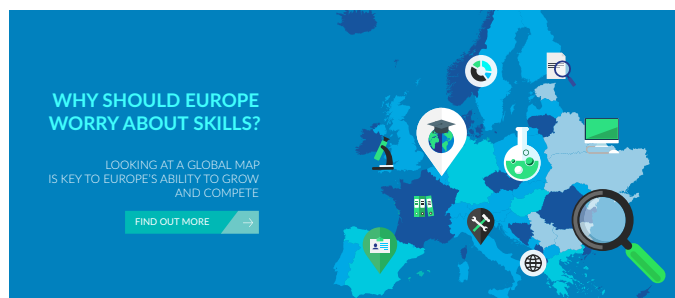 WHY SHOULD EUROPE
WORRY ABOUT SKILLS?
LOOKING AT A GLOBAL MAP
IS KEY TO EUROPE'S ABILITY TO GROW
AND COMPETE
FIND OUT MORE